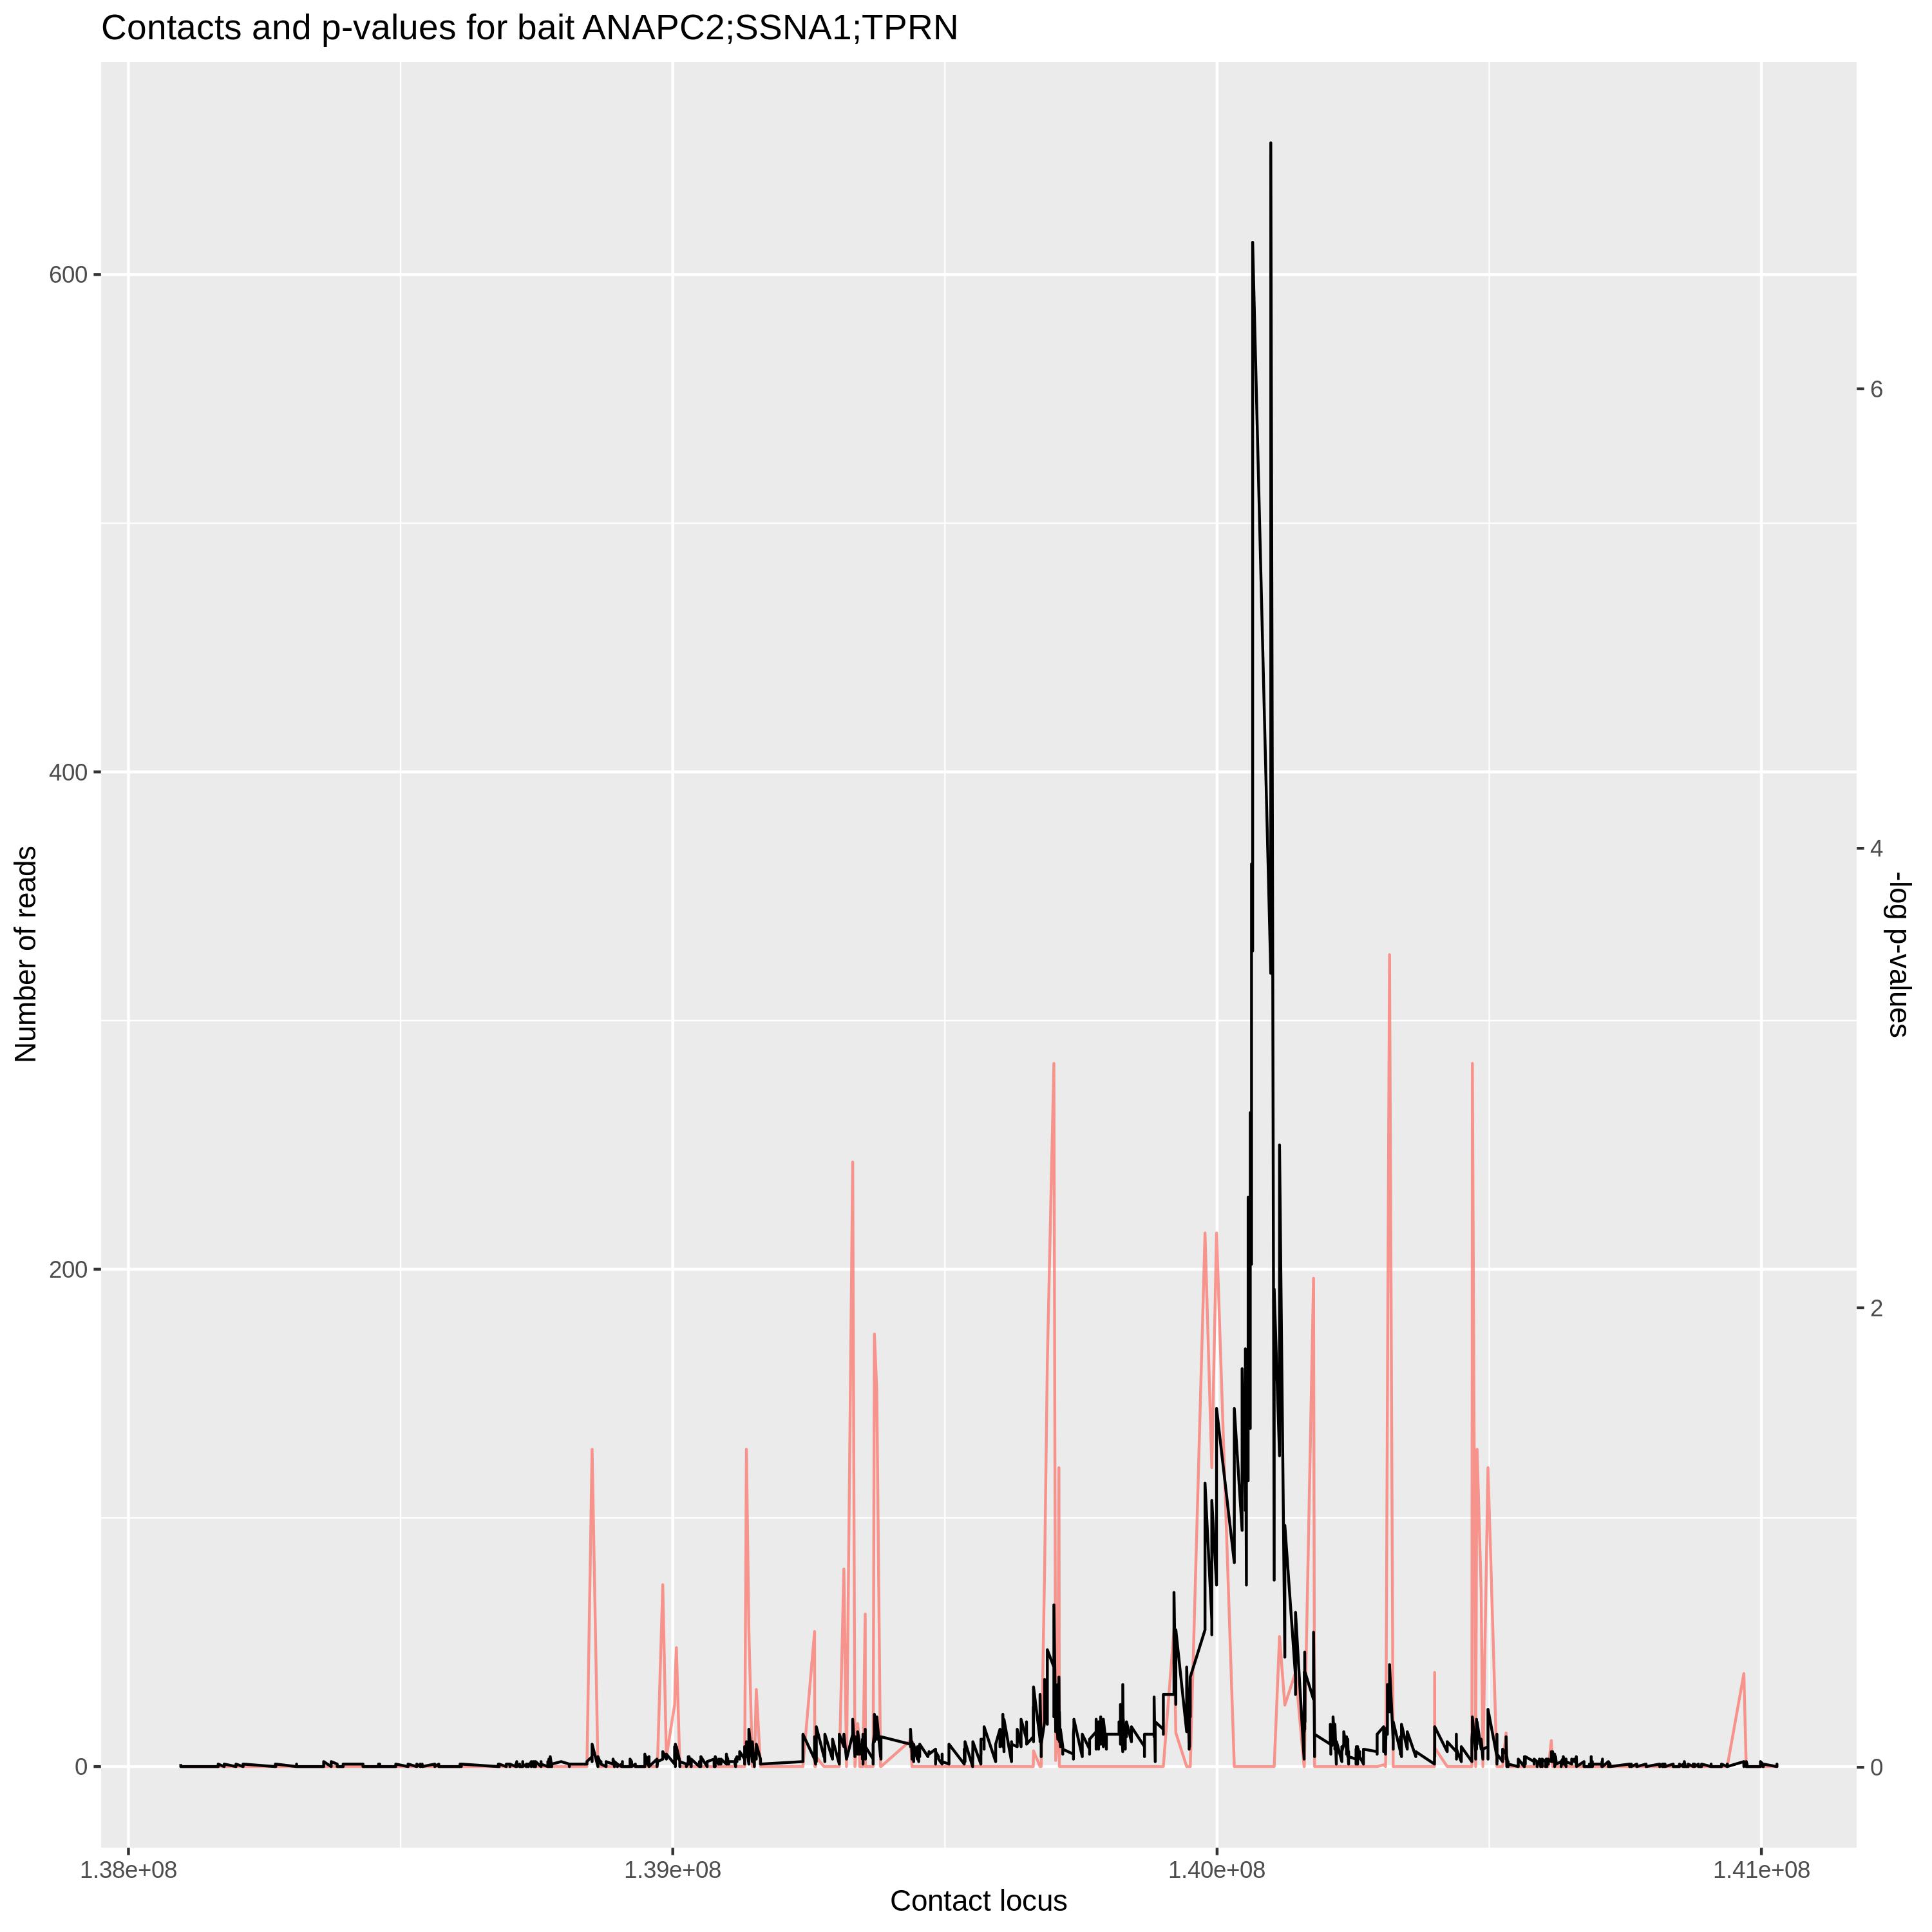 Contacts and p-values for bait ANAPC2;SSNA1;TPRN
600
400
200
0
6
4
2
0
Number of reads
-log p-values
1.38e+08
1.39e+08
1.40e+08
1.41e+08
Contact locus